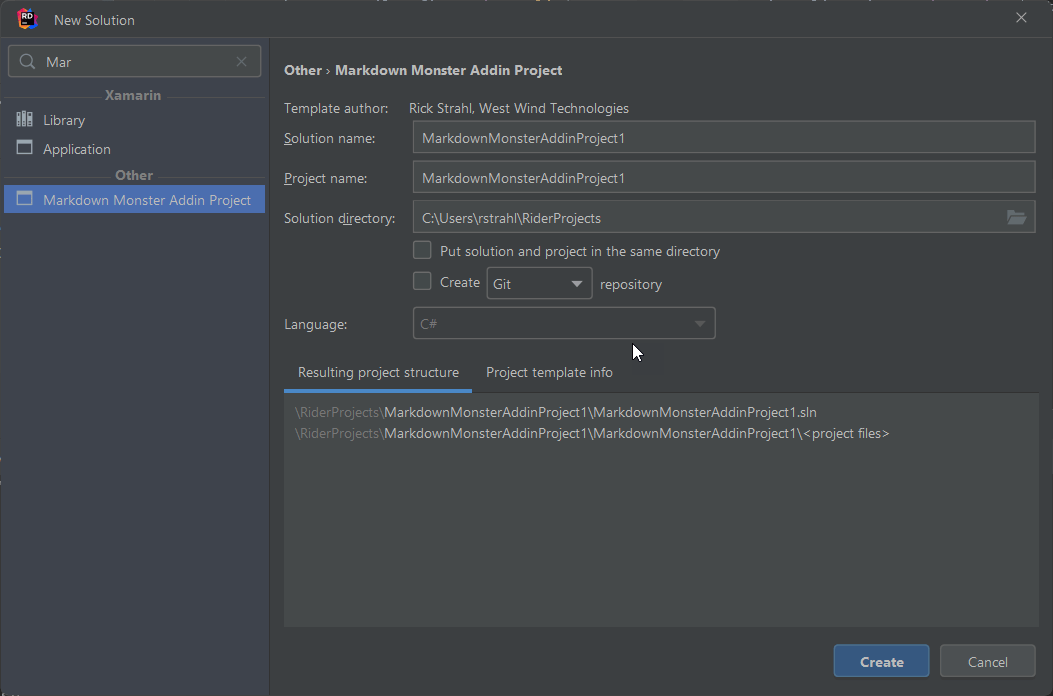 RD
New Solution
Mar
Xamarin
Library
Application
Other
Markdown Monster Addin Project
Other › Markdown Monster Addin Project
Template author: Rick Strahl, West Wind Technologies
Solution name: MarkdownMonsterAddinProject1
Project name: MarkdownMonsterAddinProject1
Solution directory: C:\Users\rstrahl\RiderProjects
Put solution and project in the same directory
Create Git repository
Language: C#
Resulting project structure Project template info
\RiderProjects\MarkdownMonsterAddinProject1\MarkdownMonsterAddinProject1.sln
\RiderProjects\MarkdownMonsterAddinProject1\MarkdownMonsterAddinProject1\<project files>
Create Cancel